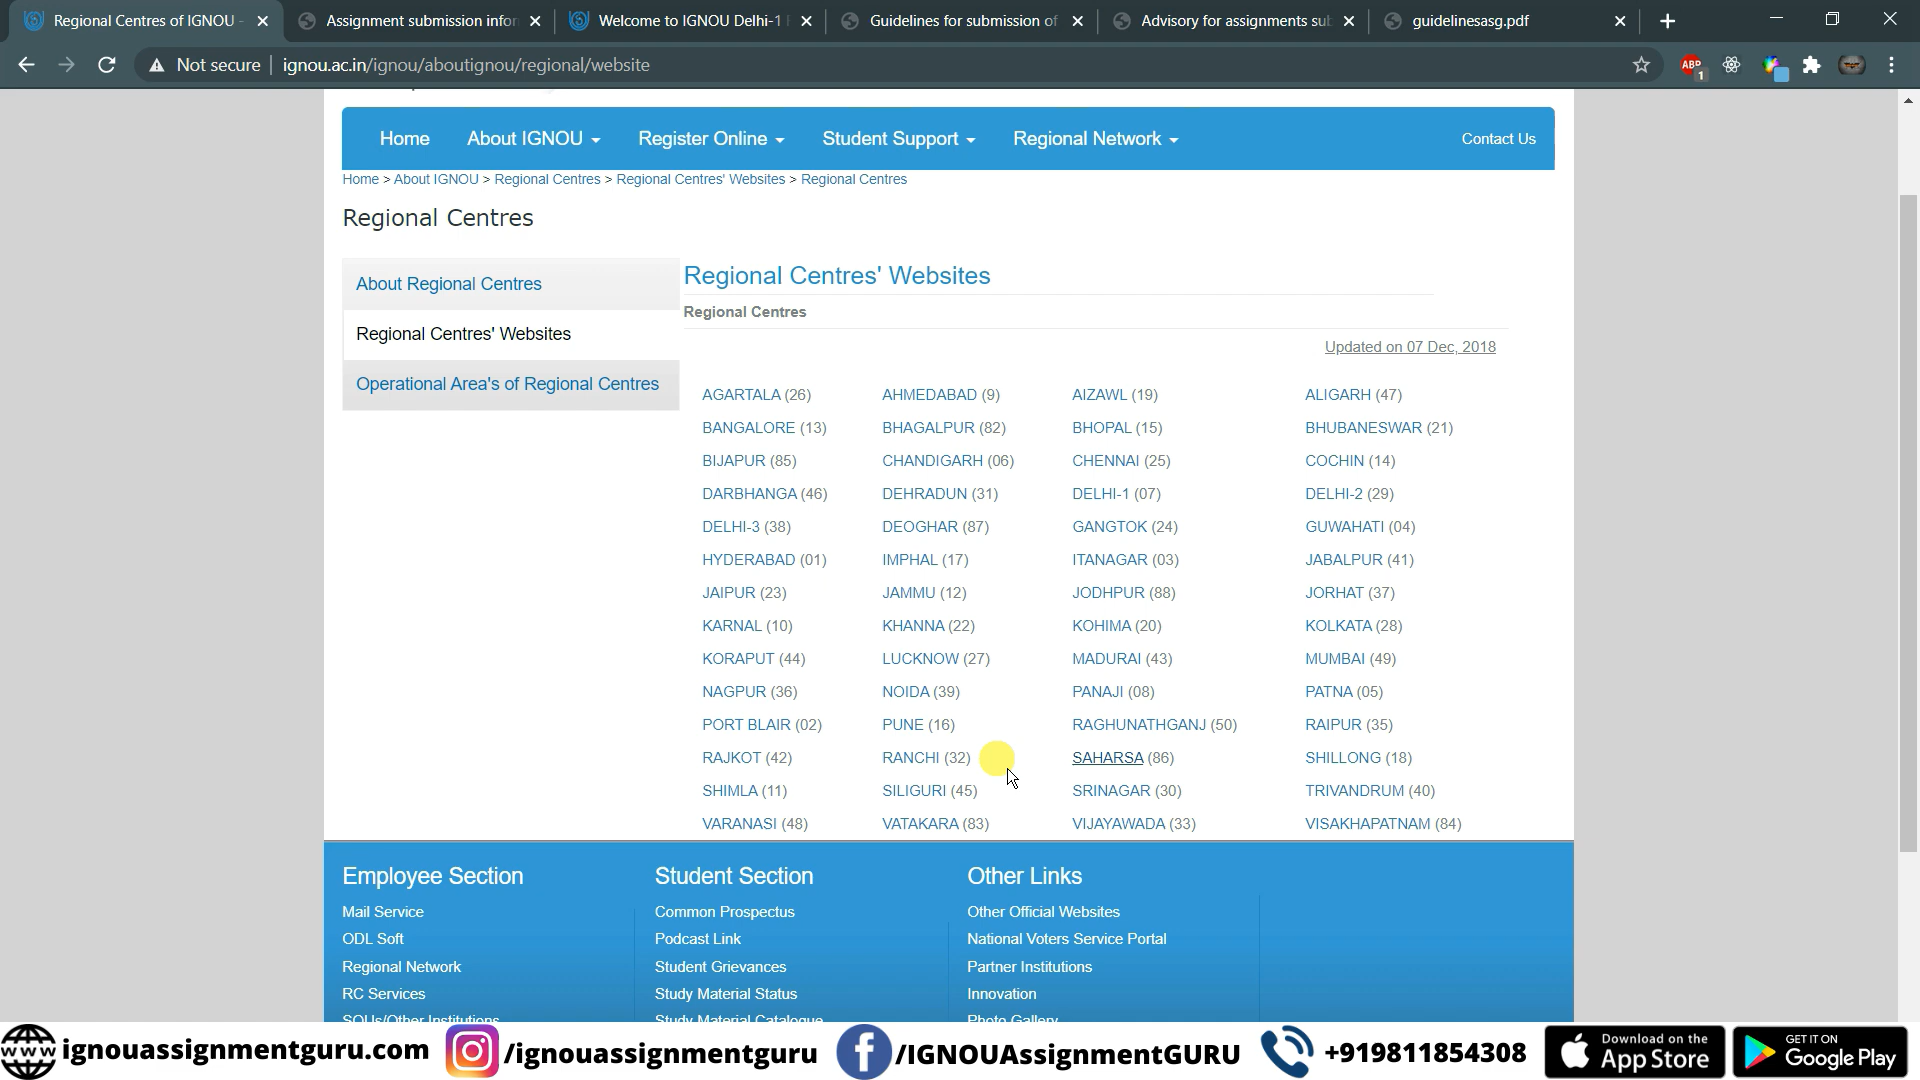 Regional Centres of IGNOU -
Assignment submission infor
Welcome to IGNOU Delhi-1
Guidelines for submission of
Advisory for assignments sub
guidelinesasg.pdf
Not secure
ignou.ac.in/ignou/aboutignou/regional/website
ABP 1
Home
About IGNOU
Register Online
Student Support
Regional Network
Contact Us
Home > About IGNOU > Regional Centres > Regional Centres' Websites > Regional Centres
Regional Centres
About Regional Centres
Regional Centres' Websites
Operational Area's of Regional Centres
Regional Centres' Websites
Regional Centres
Updated on 07 Dec, 2018
AGARTALA (26) AHMEDABAD (9) AIZAWL (19) ALIGARH (47)
BANGALORE (13) BHAGALPUR (82) BHOPAL (15) BHUBANESWAR (21)
BIJAPUR (85) CHANDIGARH (06) CHENNAI (25) COCHIN (14)
DARBHANGA (46) DEHRADUN (31) DELHI-1 (07) DELHI-2 (29)
DELHI-3 (38) DEOGHAR (87) GANGTOK (24) GUWAHATI (04)
HYDERABAD (01) IMPHAL (17) ITANAGAR (03) JABALPUR (41)
JAIPUR (23) JAMMU (12) JODHPUR (88) JORHAT (37)
KARNAL (10) KHANNA (22) KOHIMA (20) KOLKATA (28)
KORAPUT (44) LUCKNOW (27) MADURAI (43) MUMBAI (49)
NAGPUR (36) NOIDA (39) PANAJI (08) PATNA (05)
PORT BLAIR (02) PUNE (16) RAGHUNATHGANJ (50) RAIPUR (35)
RAJKOT (42) RANCHI (32) SAHARSA (86) SHILLONG (18)
SHIMLA (11) SILIGURI (45) SRINAGAR (30) TRIVANDRUM (40)
VARANASI (48) VATAKARA (83) VIJAYAWADA (33) VISAKHAPATNAM (84)
Employee Section
Mail Service
ODL Soft
Regional Network
RC Services
SOUs/Other Institutions
Student Section
Common Prospectus
Podcast Link
Student Grievances
Study Material Status
Study Material Catalogue
Other Links
Other Official Websites
National Voters Service Portal
Partner Institutions
Innovation
Photo Gallery
www
ignouassignmentguru.com
/ignouassignmentguru
/IGNOUAssignmentGURU
+919811854308
Download on the
App Store
GET IT ON
Google Play